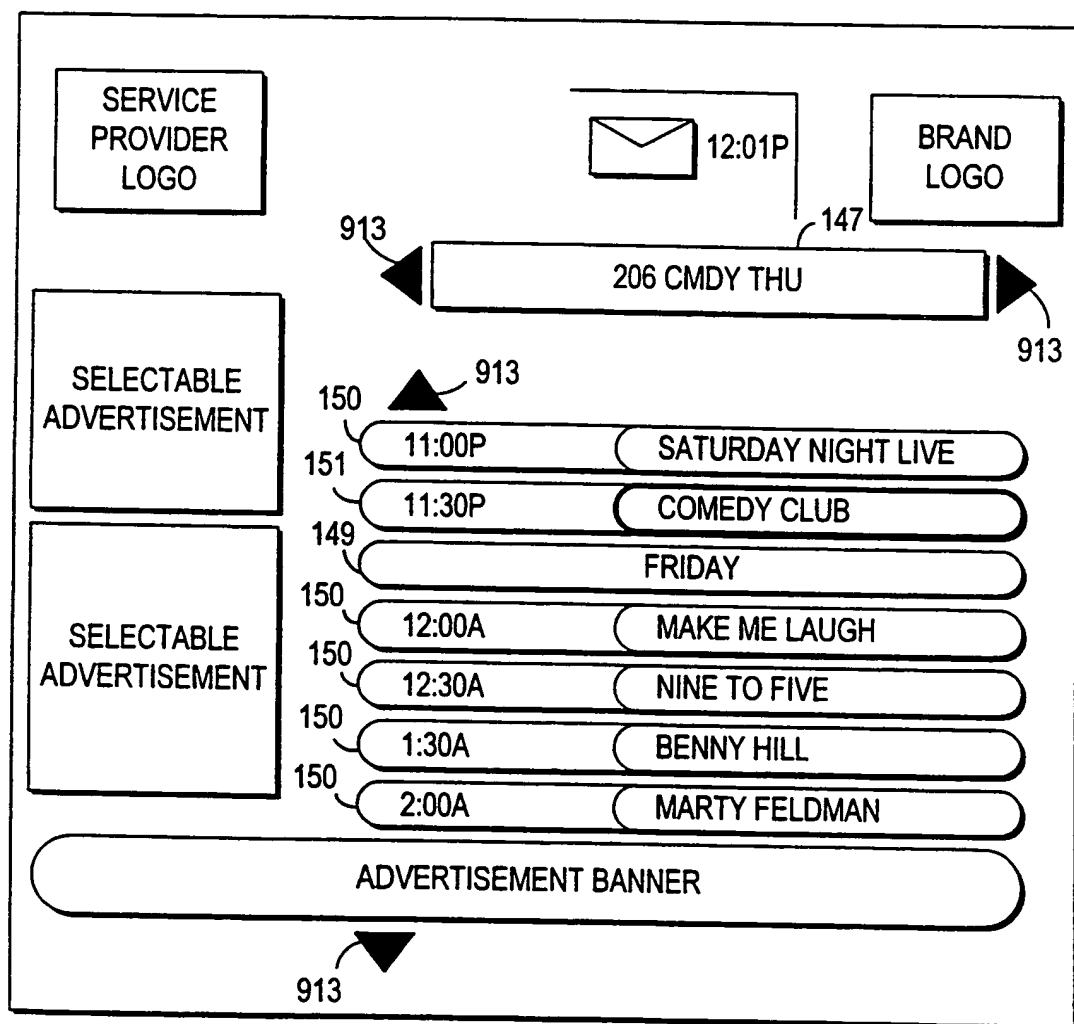 SERVICE
PROVIDER
LOGO
12:01P
BRAND
LOGO
147
913
206 CMDY THU
913
SELECTABLE
ADVERTISEMENT
913
150
11:00P SATURDAY NIGHT LIVE
151
11:30P COMEDY CLUB
149
FRIDAY
SELECTABLE
ADVERTISEMENT
150
12:00A MAKE ME LAUGH
150
12:30A NINE TO FIVE
150
1:30A BENNY HILL
150
2:00A MARTY FELDMAN
ADVERTISEMENT BANNER
913